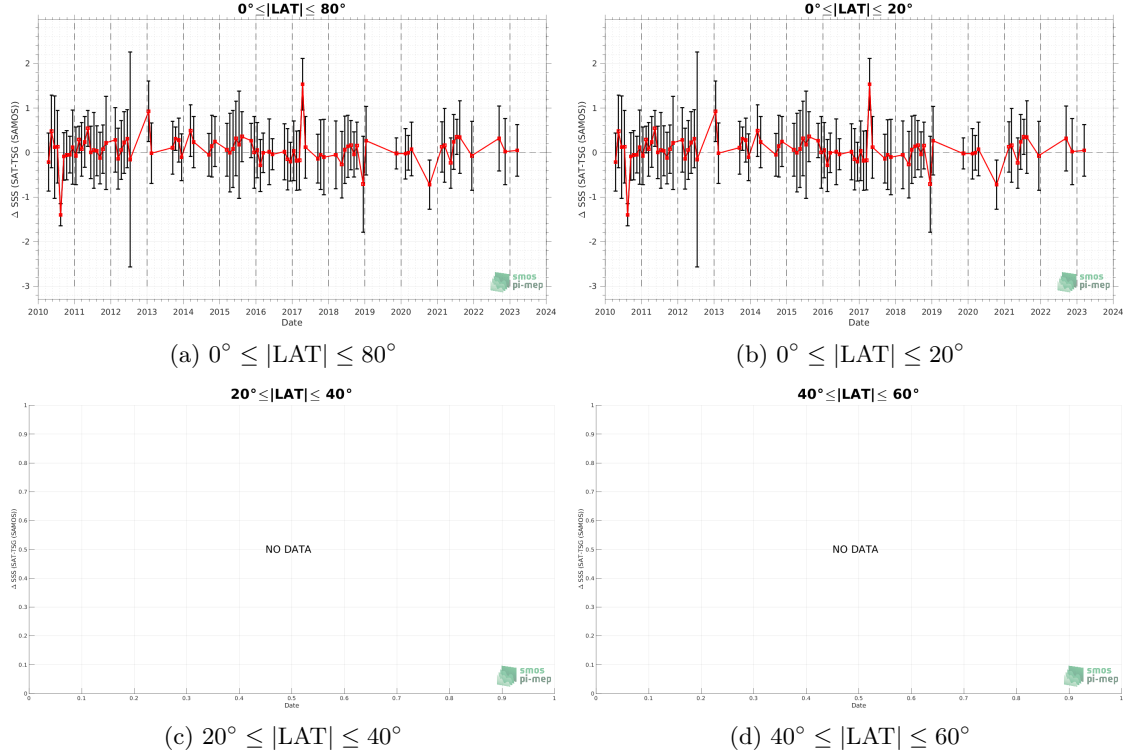 0°≤|LAT|≤ 80°
Δ SSS (SAT-TSG (SAMOS))
2
1
0
-1
-2
-3
2010 2011 2012 2013 2014 2015 2016 2017 2018 2019 2020 2021 2022 2023 2024
Date
smos
pi-mep
(a) 0° ≤ |LAT| ≤ 80°
0°≤|LAT|≤ 20°
Δ SSS (SAT-TSG (SAMOS))
2
1
0
-1
-2
-3
2010 2011 2012 2013 2014 2015 2016 2017 2018 2019 2020 2021 2022 2023 2024
Date
smos
pi-mep
(b) 0° ≤ |LAT| ≤ 20°
20°≤|LAT|≤ 40°
Δ SSS (SAT-TSG (SAMOS))
1
0.9
0.8
0.7
0.6
0.5
0.4
0.3
0.2
0.1
0
NO DATA
0 0.1 0.2 0.3 0.4 0.5 0.6 0.7 0.8 0.9 1
Date
smos
pi-mep
(c) 20° ≤ |LAT| ≤ 40°
40°≤|LAT|≤ 60°
Δ SSS (SAT-TSG (SAMOS))
1
0.9
0.8
0.7
0.6
0.5
0.4
0.3
0.2
0.1
0
NO DATA
0 0.1 0.2 0.3 0.4 0.5 0.6 0.7 0.8 0.9 1
Date
smos
pi-mep
(d) 40° ≤ |LAT| ≤ 60°